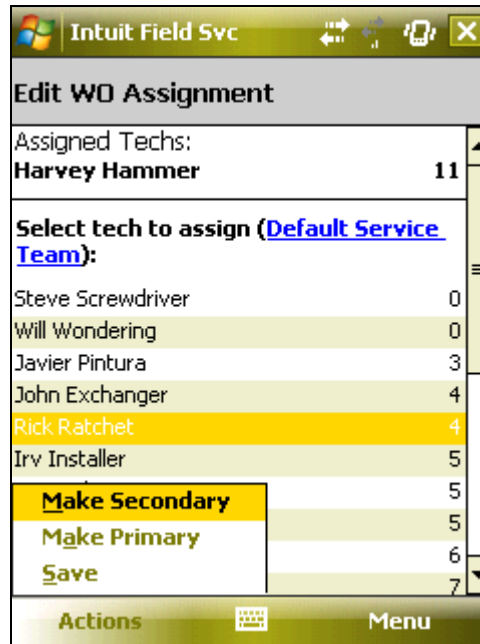 Intuit Field Svc
Edit WO Assignment
Assigned Techs:
Harvey Hammer 11
Select tech to assign (Default Service
Team):
Steve Screwdriver 0
Will Wondering 0
Javier Pintura 3
John Exchanger 4
Rick Ratchet 4
Irv Installer 5
5
Make Secondary
5
Make Primary
6
Save
7
Actions Menu